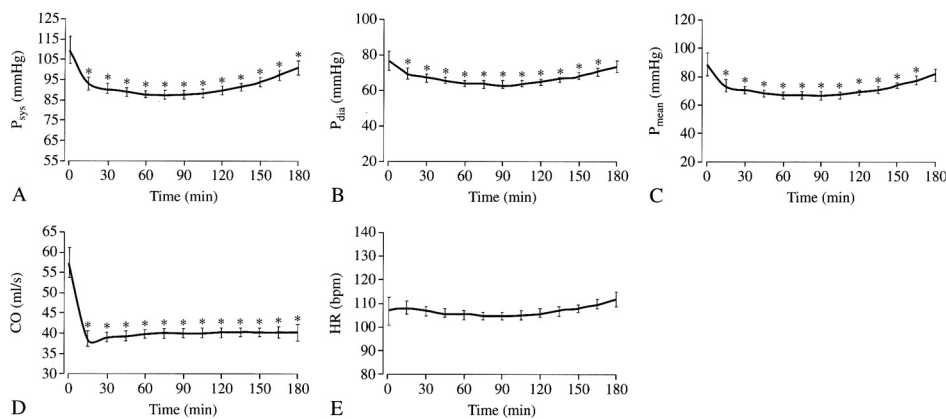 P_sys (mmHg)
125
115
105
95
85
75
65
55
* * * * * * * * * * * *
0 30 60 90 120 150 180
Time (min)
A
P_dia (mmHg)
100
80
60
40
20
* * * * * * * * * * *
0 30 60 90 120 150 180
Time (min)
B
P_mean (mmHg)
120
100
80
60
40
20
* * * * * * * * * * *
0 30 60 90 120 150 180
Time (min)
C
CO (ml/s)
65
60
55
50
45
40
35
30
* * * * * * * * * * * *
0 30 60 90 120 150 180
Time (min)
D
HR (bpm)
140
130
120
110
100
90
80
0 30 60 90 120 150 180
Time (min)
E